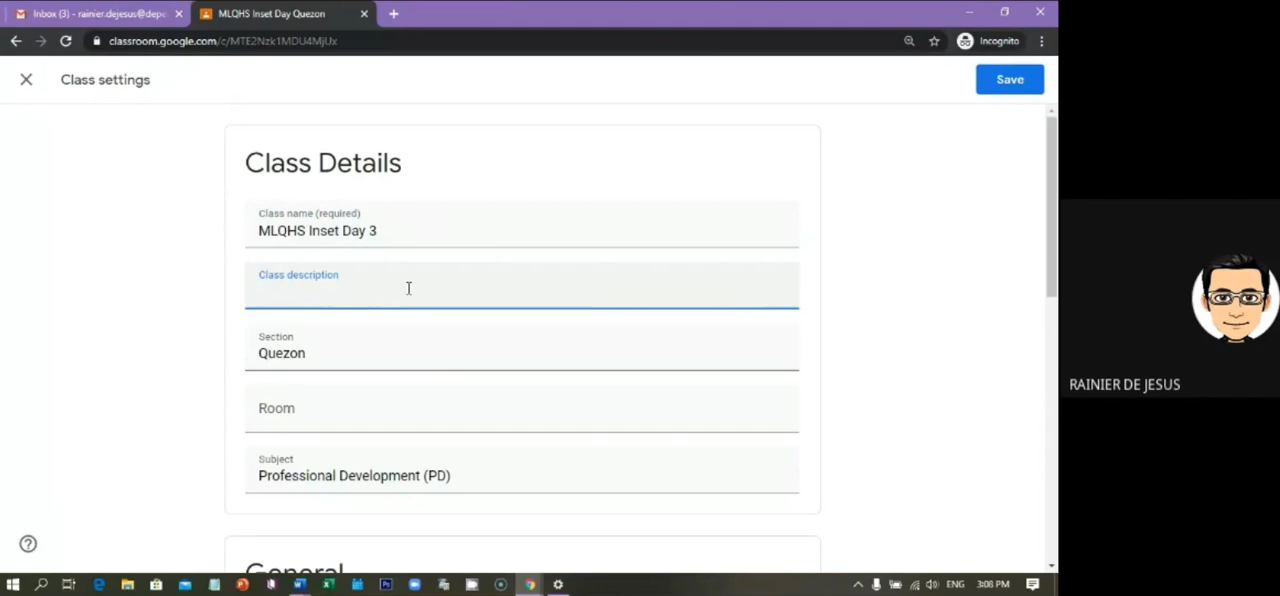 Inbox (3) - rainier.dejesus@depe
MLQHS Inset Day Quezon
classroom.google.com/c/MTE2Nzk1MDU4MjUx
Incognito
Class settings
Save
Class Details
Class name (required)
MLQHS Inset Day 3
Class description
Section
Quezon
Room
Subject
Professional Development (PD)
General
RAINIER DE JESUS
ENG
3:08 PM